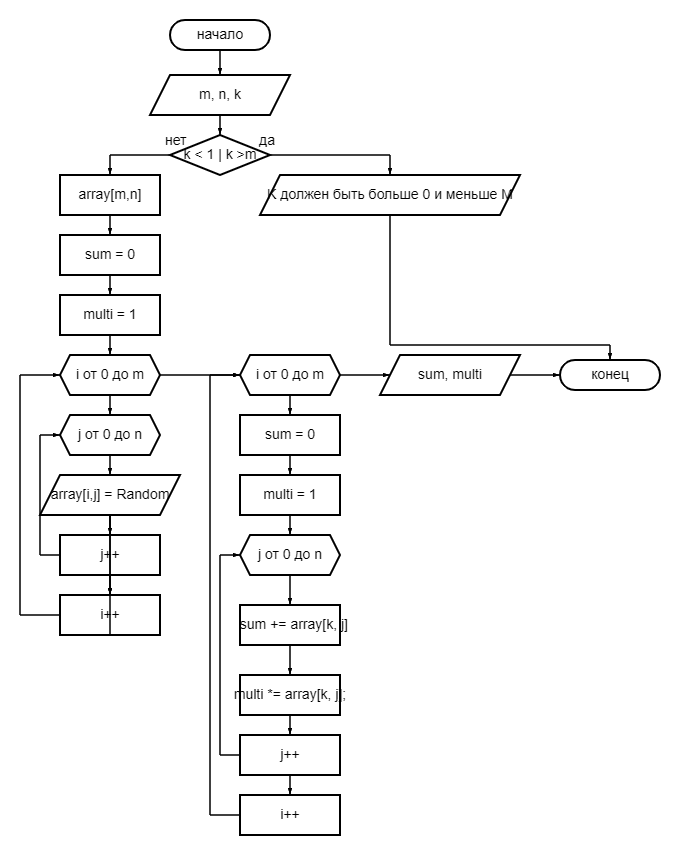 начало
m, n, k
нет
да
k < 1 | k >m
array[m,n]
K должен быть больше 0 и меньше M
sum = 0
multi = 1
i от 0 до m
i от 0 до m
sum, multi
конец
j от 0 до n
sum = 0
array[i,j] = Random
multi = 1
j++
j от 0 до n
i++
sum += array[k, j]
multi *= array[k, j];
j++
i++